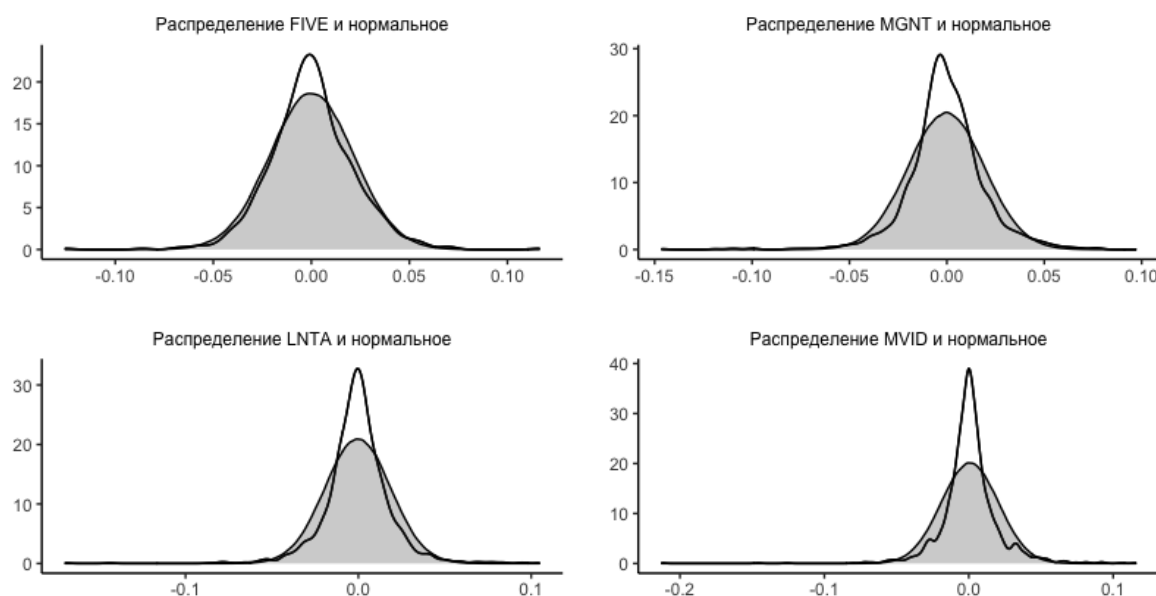 Распределение FIVE и нормальное
20
15
10
5
0
-0.10 -0.05 0.00 0.05 0.10
Распределение MGNT и нормальное
30
20
10
0
-0.15 -0.10 -0.05 0.00 0.05 0.10
Распределение LNTA и нормальное
30
20
10
0
-0.1 0.0 0.1
Распределение MVID и нормальное
40
30
20
10
0
-0.2 -0.1 0.0 0.1